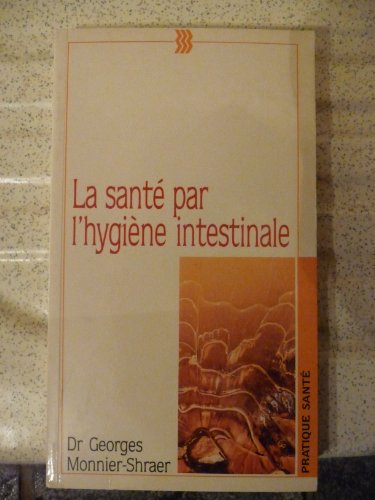 La santé par
l'hygiène intestinale
Dr Georges
Monnier-Shraer
PRATIQUE SANTÉ